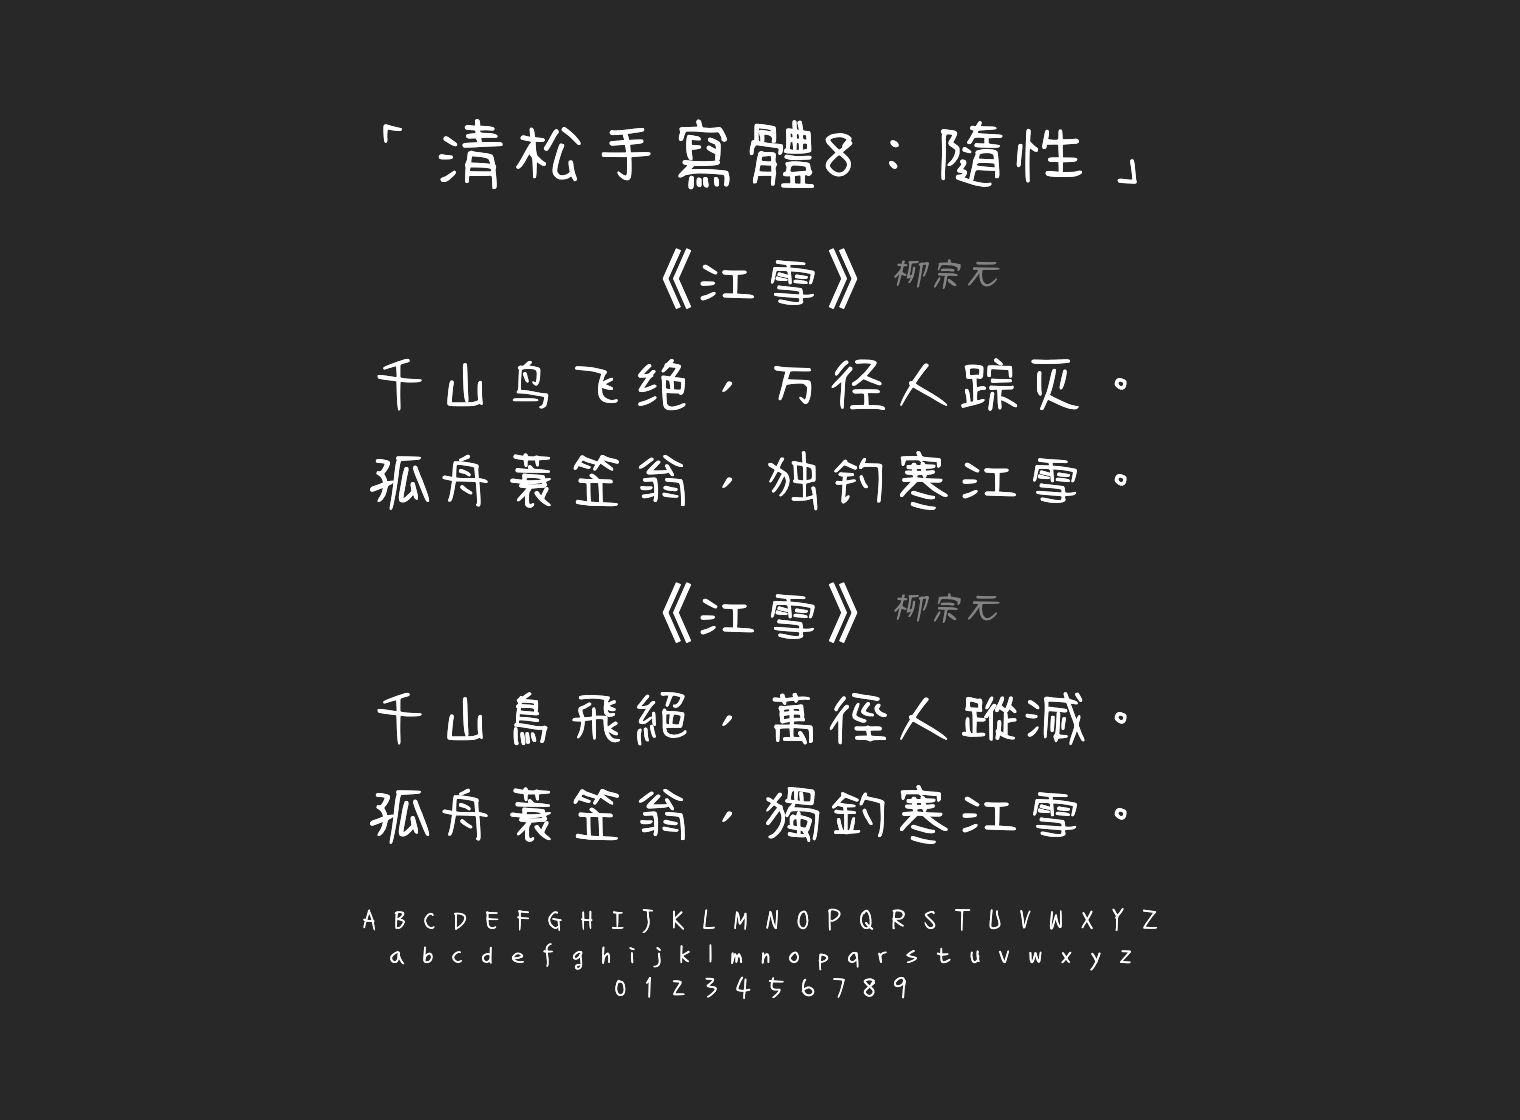 「清松手寫體8：隨性」
《江雪》 柳宗元
千山鸟飞绝，万径人踪灭。
孤舟蓑笠翁，独钓寒江雪。
《江雪》 柳宗元
千山鳥飛絕，萬徑人蹤滅。
孤舟蓑笠翁，獨釣寒江雪。
A B C D E F G H I J K L M N O P Q R S T U V W X Y Z
a b c d e f g h i j k l m n o p q r s t u v w x y z
0 1 2 3 4 5 6 7 8 9